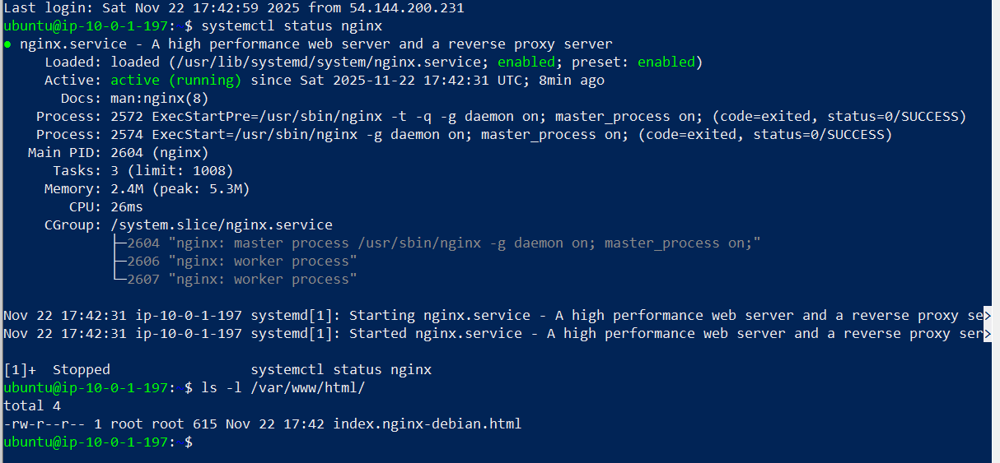 Last login: Sat Nov 22 17:42:59 2025 from 54.144.200.231
ubuntu@ip-10-0-1-197:~$ systemctl status nginx
● nginx.service - A high performance web server and a reverse proxy server
     Loaded: loaded (/usr/lib/systemd/system/nginx.service; enabled; preset: enabled)
     Active: active (running) since Sat 2025-11-22 17:42:31 UTC; 8min ago
       Docs: man:nginx(8)
    Process: 2572 ExecStartPre=/usr/sbin/nginx -t -q -g daemon on; master_process on; (code=exited, status=0/SUCCESS)
    Process: 2574 ExecStart=/usr/sbin/nginx -g daemon on; master_process on; (code=exited, status=0/SUCCESS)
   Main PID: 2604 (nginx)
      Tasks: 3 (limit: 1008)
     Memory: 2.4M (peak: 5.3M)
        CPU: 26ms
     CGroup: /system.slice/nginx.service
             ├─2604 "nginx: master process /usr/sbin/nginx -g daemon on; master_process on;"
             ├─2606 "nginx: worker process"
             └─2607 "nginx: worker process"
Nov 22 17:42:31 ip-10-0-1-197 systemd[1]: Starting nginx.service - A high performance web server and a reverse proxy se>
Nov 22 17:42:31 ip-10-0-1-197 systemd[1]: Started nginx.service - A high performance web server and a reverse proxy ser>
[1]+  Stopped                 systemctl status nginx
ubuntu@ip-10-0-1-197:~$ ls -l /var/www/html/
total 4
-rw-r--r-- 1 root root 615 Nov 22 17:42 index.nginx-debian.html
ubuntu@ip-10-0-1-197:~$